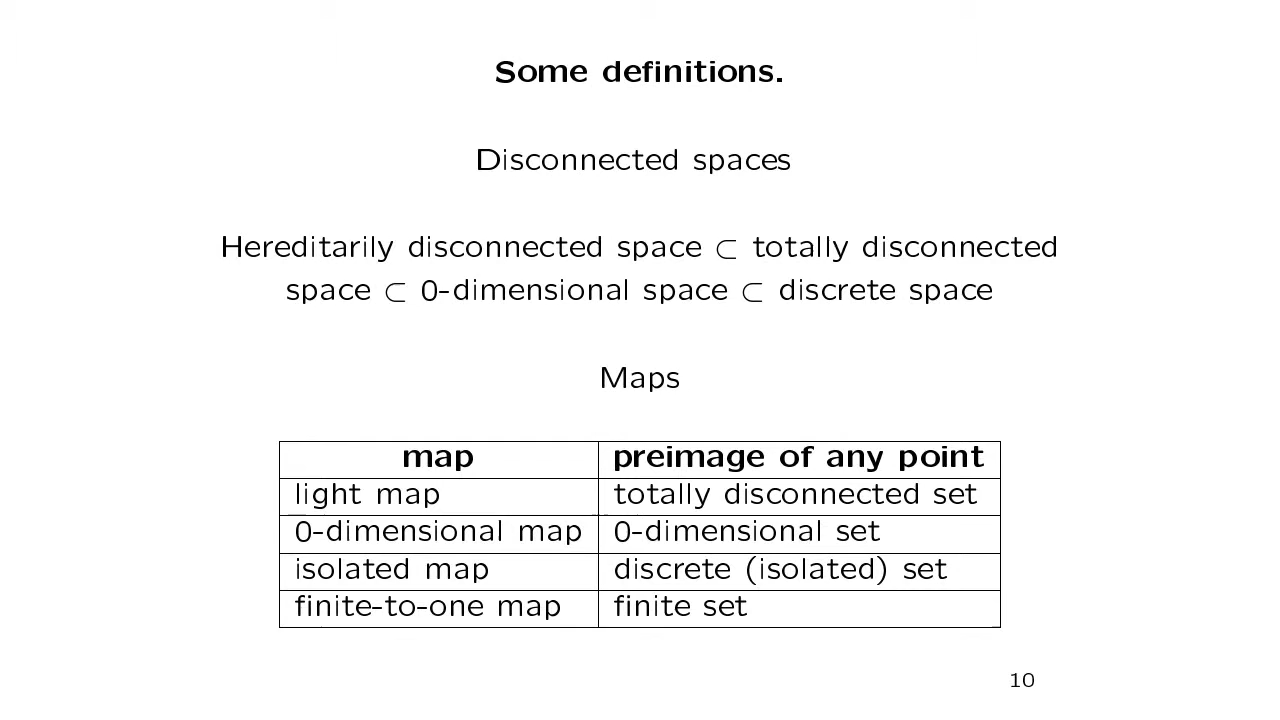 Some definitions.
Disconnected spaces
Hereditarily disconnected space ⊂ totally disconnected
space ⊂ 0-dimensional space ⊂ discrete space
Maps
map preimage of any point
light map totally disconnected set
0-dimensional map 0-dimensional set
isolated map discrete (isolated) set
finite-to-one map finite set
10